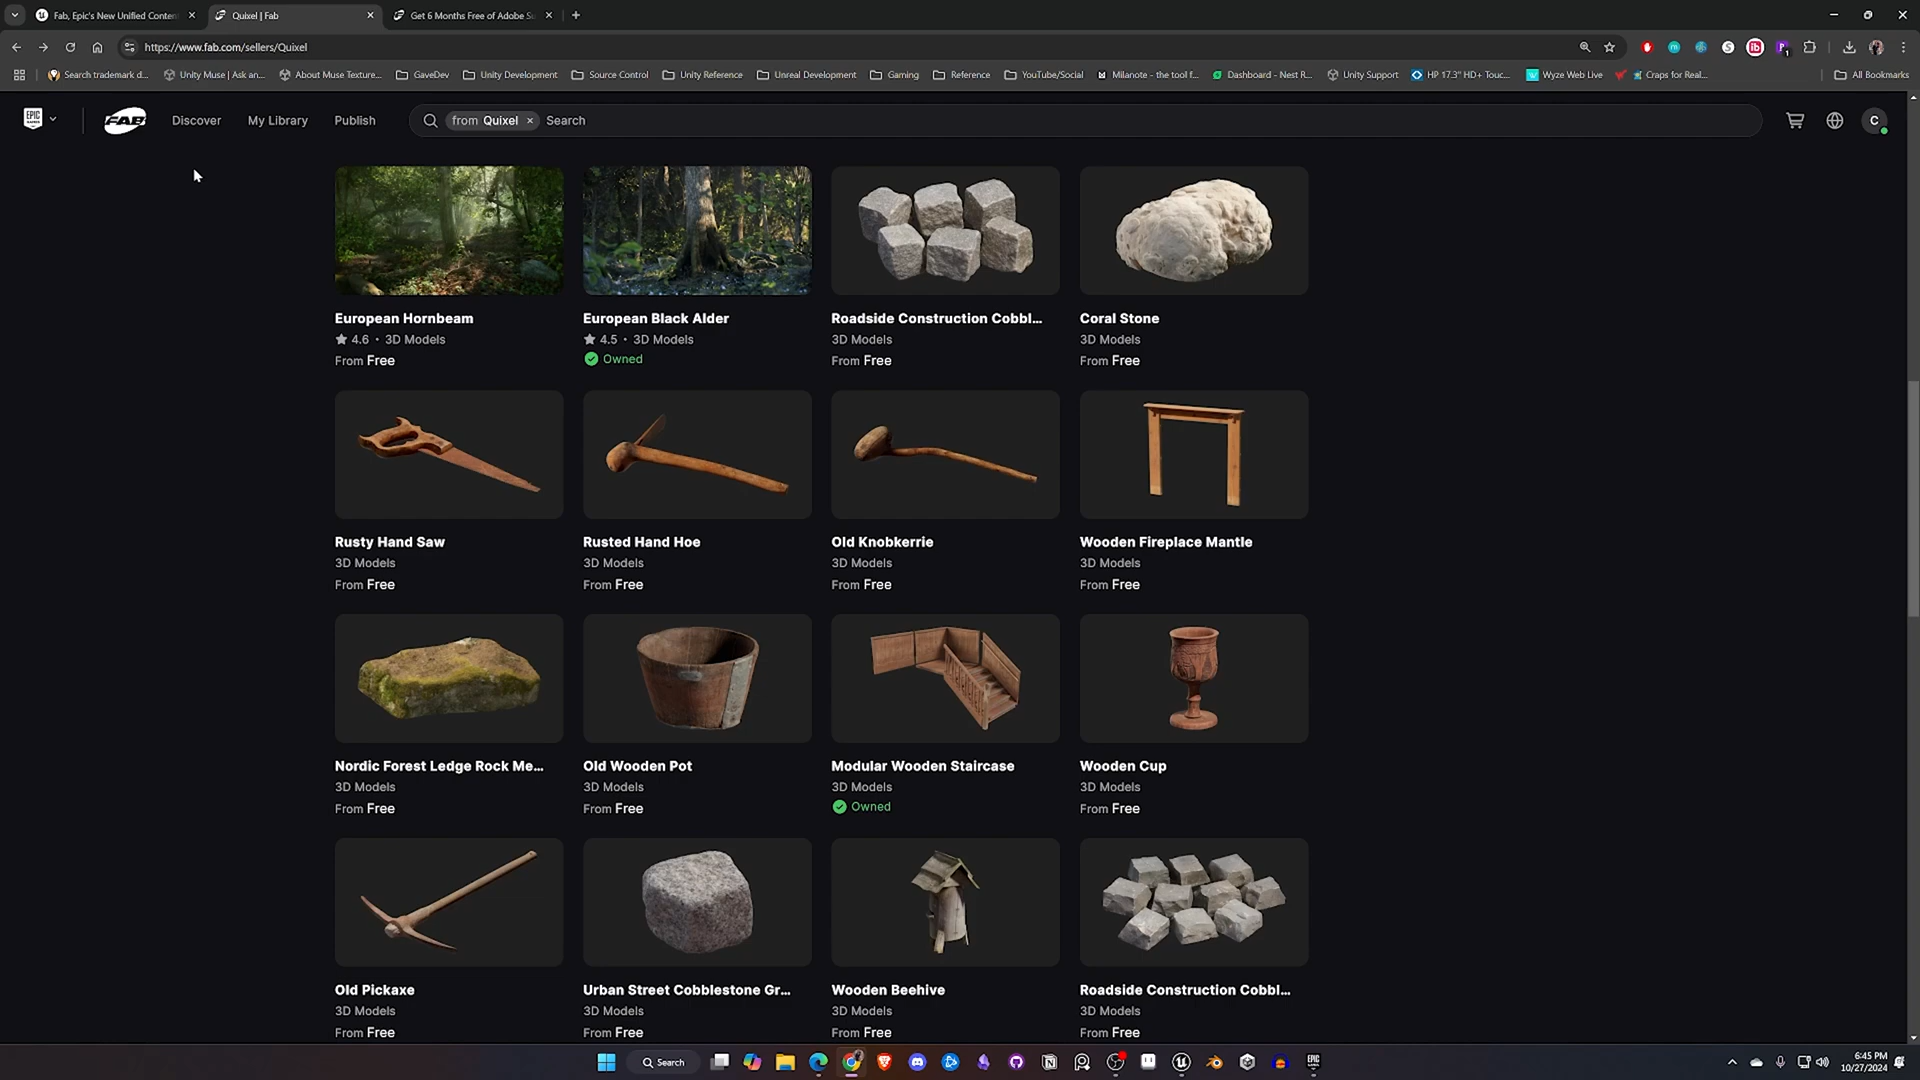 Fab, Epic's New Unified Conten
Quixel | Fab
Get 6 Months Free of Adobe Su
https://www.fab.com/sellers/Quixel
Search trademark d...
Unity Muse | Ask an...
About Muse Texture...
GaveDev
Unity Development
Source Control
Unity Reference
Unreal Development
Gaming
Reference
YouTube/Social
Milanote - the tool f...
Dashboard - Nest R...
Unity Support
HP 17.3" HD+ Touc...
Wyze Web Live
Craps for Real...
All Bookmarks
EPIC GAMES
FAB
Discover
My Library
Publish
from Quixel × Search
C
European Hornbeam
4.6 • 3D Models
From Free
European Black Alder
4.5 • 3D Models
Owned
Roadside Construction Cobbl...
3D Models
From Free
Coral Stone
3D Models
From Free
Rusty Hand Saw
3D Models
From Free
Rusted Hand Hoe
3D Models
From Free
Old Knobkerrie
3D Models
From Free
Wooden Fireplace Mantle
3D Models
From Free
Nordic Forest Ledge Rock Me...
3D Models
From Free
Old Wooden Pot
3D Models
From Free
Modular Wooden Staircase
3D Models
Owned
Wooden Cup
3D Models
From Free
Old Pickaxe
3D Models
From Free
Urban Street Cobblestone Gr...
3D Models
From Free
Wooden Beehive
3D Models
From Free
Roadside Construction Cobbl...
3D Models
From Free
Search
6:45 PM
10/27/2024